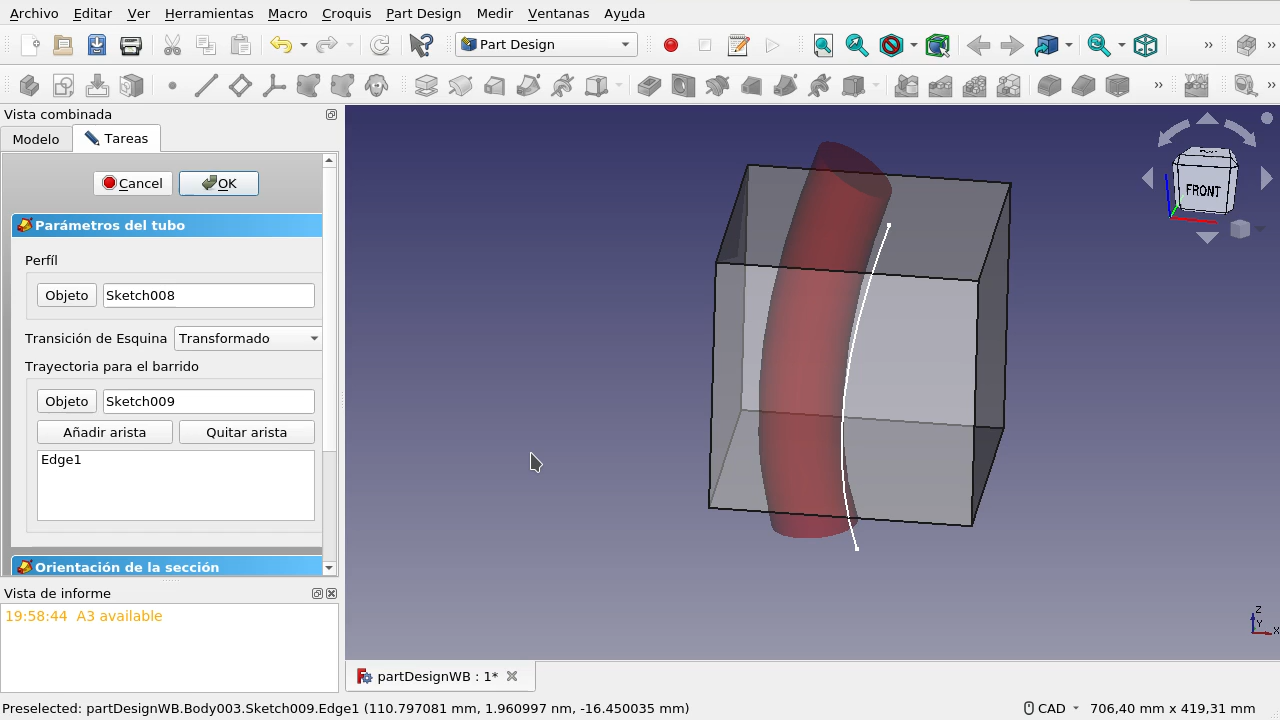 Archivo Editar Ver Herramientas Macro Croquis Part Design Medir Ventanas Ayuda
Part Design
Vista combinada
Modelo Tareas
Cancel OK
Parámetros del tubo
Perfíl
Objeto Sketch008
Transición de Esquina Transformado
Trayectoria para el barrido
Objeto Sketch009
Añadir arista Quitar arista
Edge1
Orientación de la sección
Vista de informe
19:58:44 A3 available
FRONT
Z
Y
X
partDesignWB : 1*
Preselected: partDesignWB.Body003.Sketch009.Edge1 (110.797081 mm, 1.960997 mm, -16.450035 mm)
CAD 706,40 mm x 419,31 mm